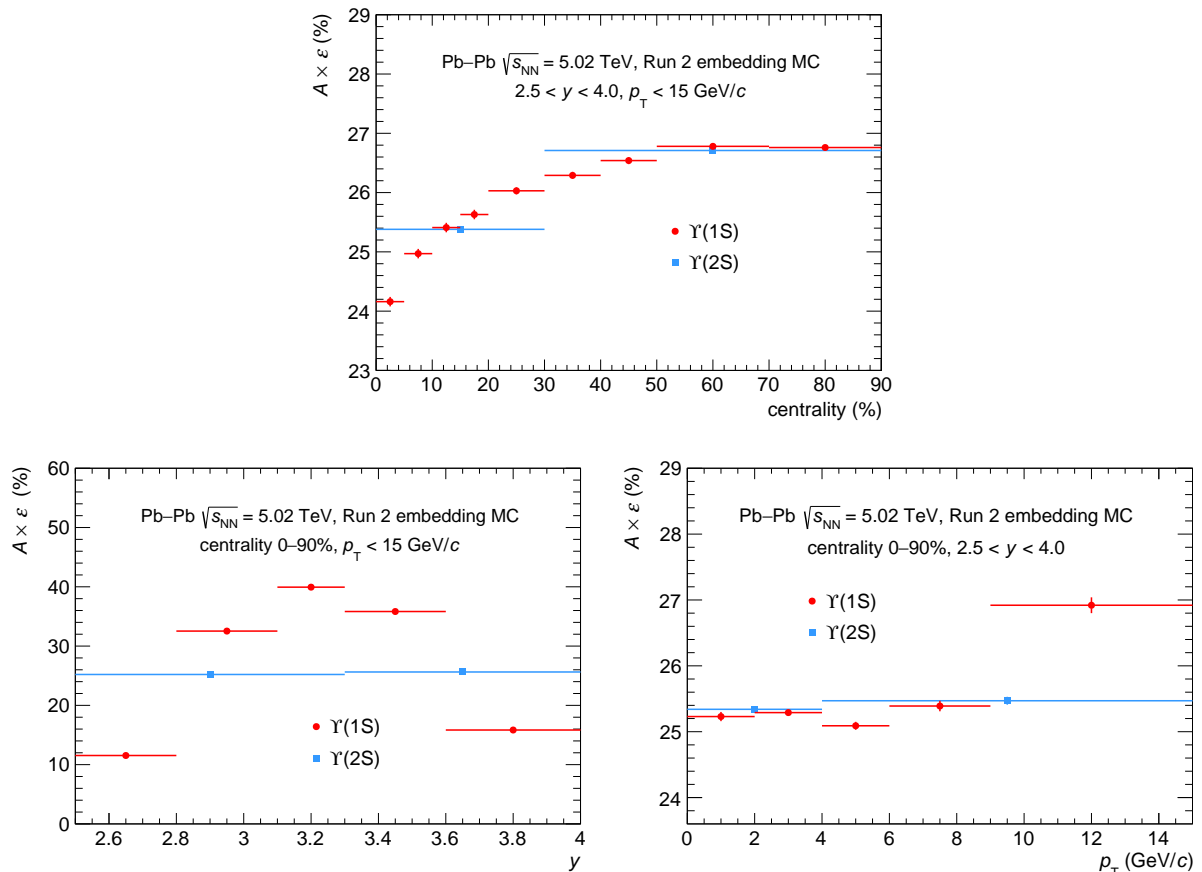 A × ε (%)
29
28
27
26
25
24
23
Pb–Pb √sNN = 5.02 TeV, Run 2 embedding MC
2.5 < y < 4.0, pT < 15 GeV/c
ϒ(1S)
ϒ(2S)
0 10 20 30 40 50 60 70 80 90
centrality (%)
A × ε (%)
60
50
40
30
20
10
0
Pb–Pb √sNN = 5.02 TeV, Run 2 embedding MC
centrality 0–90%, pT < 15 GeV/c
ϒ(1S)
ϒ(2S)
2.6 2.8 3 3.2 3.4 3.6 3.8 4
y
A × ε (%)
29
28
27
26
25
24
Pb–Pb √sNN = 5.02 TeV, Run 2 embedding MC
centrality 0–90%, 2.5 < y < 4.0
ϒ(1S)
ϒ(2S)
0 2 4 6 8 10 12 14
pT (GeV/c)